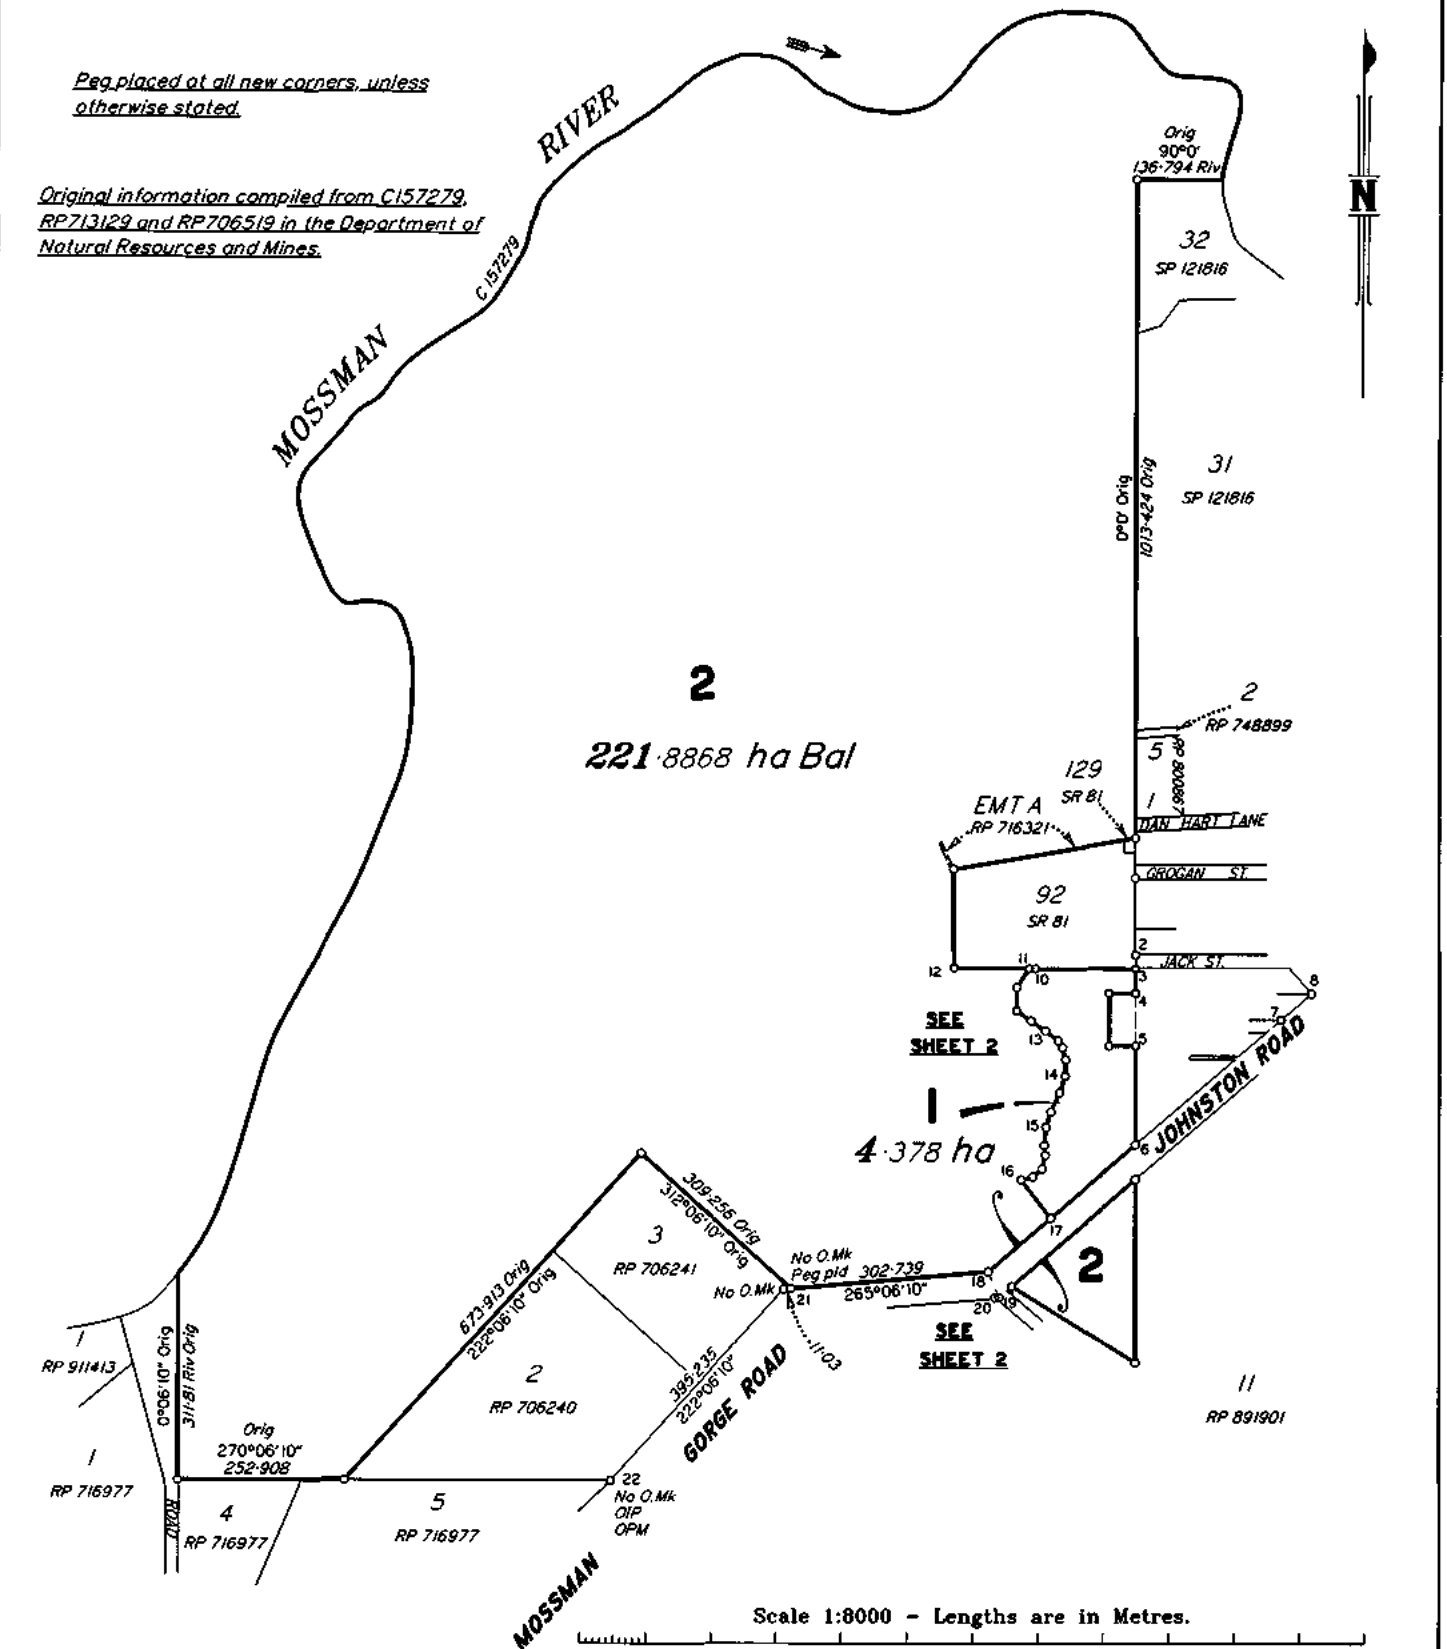 Peg placed at all new corners, unless
otherwise stated.
Original information compiled from C157279,
RP713129 and RP706519 in the Department of
Natural Resources and Mines.
MOSSMAN
RIVER
C 157279
N
Orig
90°0'
136·794 Riv
32
SP 121816
31
SP 121816
0°0' Orig
1013·424 Orig
2
221·8868 ha Bal
2
RP 748899
5
RP 800867
1
129
SR 81
EMT A
RP 716321
DAN HART LANE
GROGAN ST.
92
SR 81
2
JACK ST.
12
11
10
3
4
8
7
5
SEE
SHEET 2
13
14
JOHNSTON ROAD
1
4·378 ha
15
6
16
17
309·256 Orig
312°06'10" Orig
3
RP 706241
No O.Mk
No O.Mk
Peg pld
302·739
265°06'10"
18
21
20
19
2
11·03
SEE
SHEET 2
673·913 Orig
222°06'10" Orig
2
RP 706240
395·235
222°06'10"
MOSSMAN
GORGE ROAD
11
RP 891901
1
RP 911413
0°06'10" Orig
311·81 Riv Orig
Orig
270°06'10"
252·908
1
RP 716977
ROAD
4
RP 716977
5
RP 716977
22
No O.Mk
OIP
OPM
Scale 1:8000 - Lengths are in Metres.